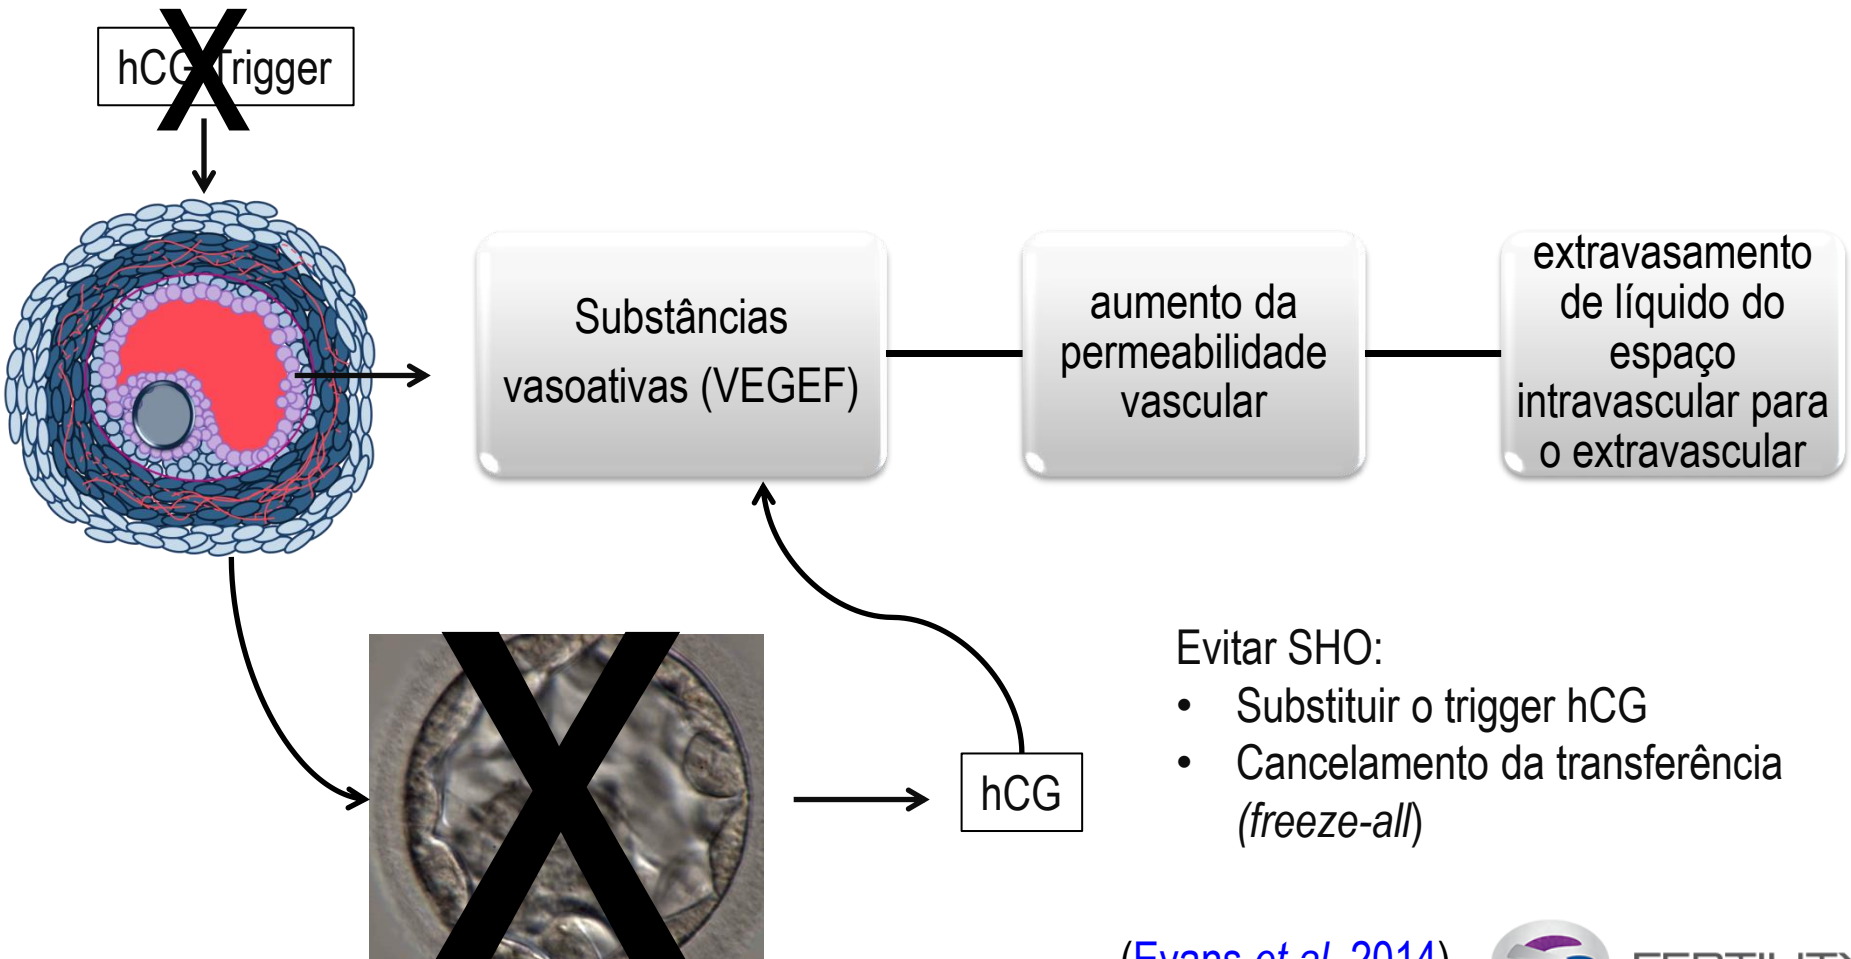 hCG Trigger
Substâncias
vasoativas (VEGEF)
aumento da
permeabilidade
vascular
extravasamento
de líquido do
espaço
intravascular para
o extravascular
hCG
Evitar SHO:
• Substituir o trigger hCG
• Cancelamento da transferência
(freeze-all)
(Evans et al, 2014)
FERTILITY